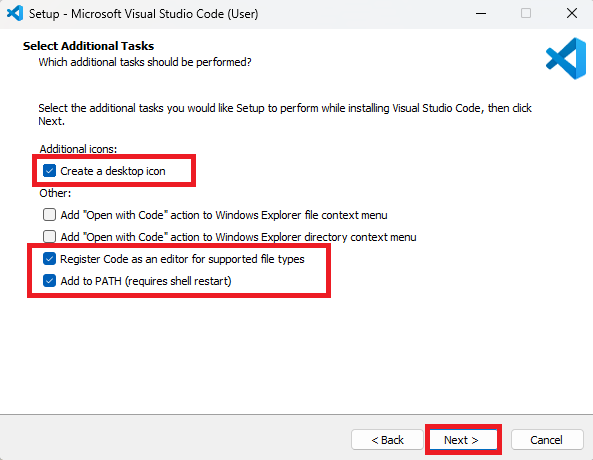 Setup - Microsoft Visual Studio Code (User)
Select Additional Tasks
Which additional tasks should be performed?
Select the additional tasks you would like Setup to perform while installing Visual Studio Code, then click
Next.
Additional icons:
Create a desktop icon
Other:
Add "Open with Code" action to Windows Explorer file context menu
Add "Open with Code" action to Windows Explorer directory context menu
Register Code as an editor for supported file types
Add to PATH (requires shell restart)
< Back Next > Cancel